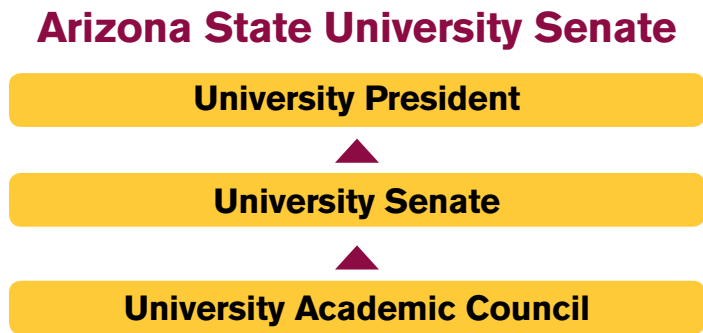 Arizona State University Senate
University President
University Senate
University Academic Council